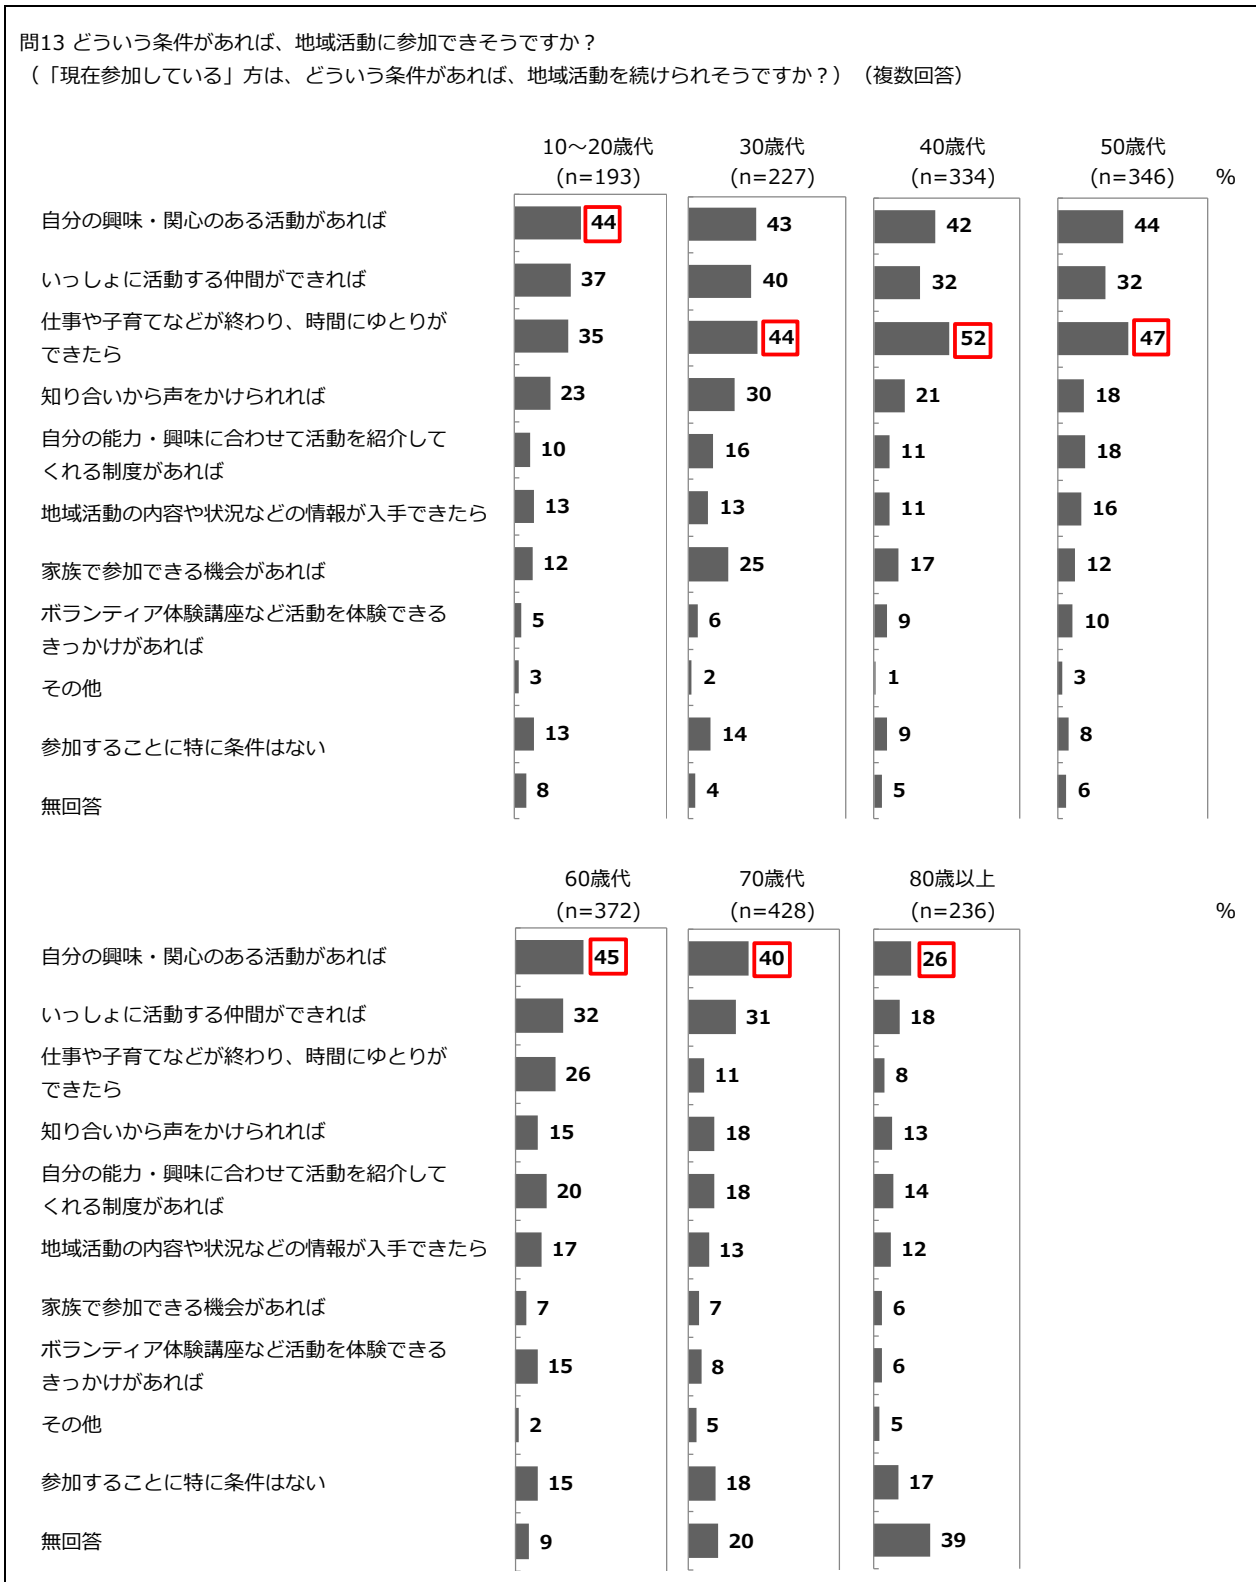 問13 どういう条件があれば、地域活動に参加できそうですか？
（「現在参加している」方は、どういう条件があれば、地域活動を続けられそうですか？）（複数回答）
10～20歳代 30歳代 40歳代 50歳代
(n=193) (n=227) (n=334) (n=346) %
自分の興味・関心のある活動があれば 44 43 42 44
いっしょに活動する仲間ができれば 37 40 32 32
仕事や子育てなどが終わり、時間にゆとりが
できたら 35 44 52 47
知り合いから声をかけられれば 23 30 21 18
自分の能力・興味に合わせて活動を紹介して
くれる制度があれば 10 16 11 18
地域活動の内容や状況などの情報が入手できたら 13 13 11 16
家族で参加できる機会があれば 12 25 17 12
ボランティア体験講座など活動を体験できる
きっかけがあれば 5 6 9 10
その他 3 2 1 3
参加することに特に条件はない 13 14 9 8
無回答 8 4 5 6
60歳代 70歳代 80歳以上
(n=372) (n=428) (n=236) %
自分の興味・関心のある活動があれば 45 40 26
いっしょに活動する仲間ができれば 32 31 18
仕事や子育てなどが終わり、時間にゆとりが
できたら 26 11 8
知り合いから声をかけられれば 15 18 13
自分の能力・興味に合わせて活動を紹介して
くれる制度があれば 20 18 14
地域活動の内容や状況などの情報が入手できたら 17 13 12
家族で参加できる機会があれば 7 7 6
ボランティア体験講座など活動を体験できる
きっかけがあれば 15 8 6
その他 2 5 5
参加することに特に条件はない 15 18 17
無回答 9 20 39